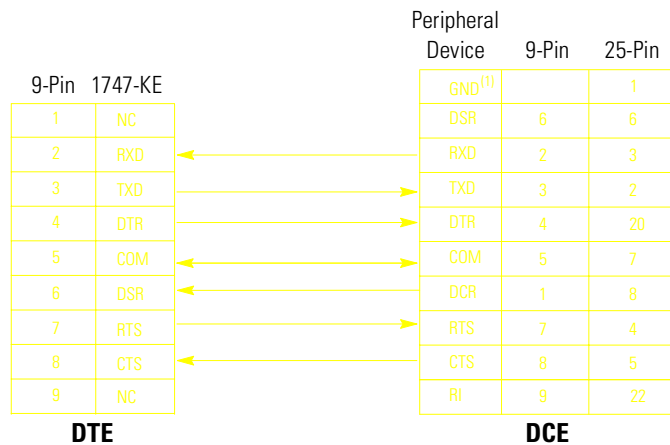 Peripheral
Device 9-Pin 25-Pin
9-Pin 1747-KE
GND[1] 1
1 NC DSR 6 6
2 RXD RXD 2 3
3 TXD TXD 3 2
4 DTR DTR 4 20
5 COM COM 5 7
6 DSR DCR 1 8
7 RTS RTS 7 4
8 CTS CTS 8 5
9 NC RI 9 22
DTE DCE